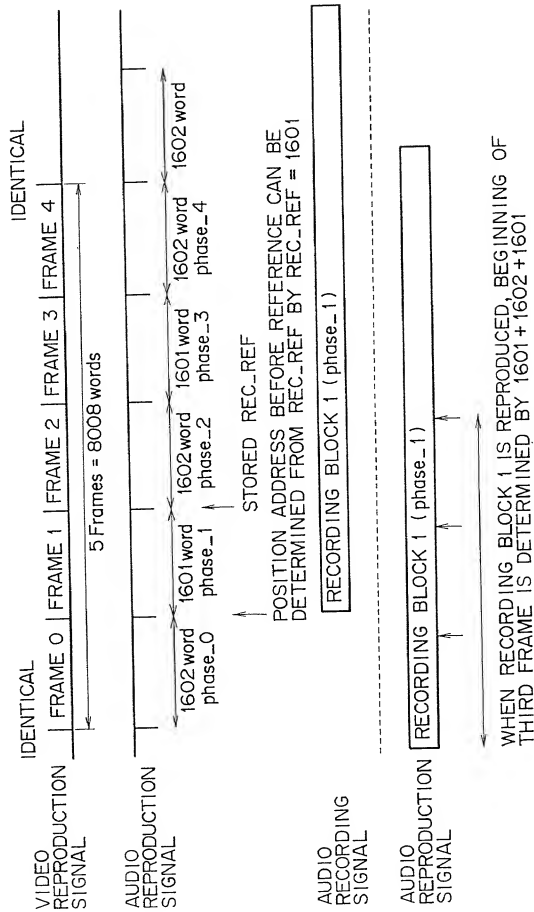 IDENTICAL
IDENTICAL
VIDEO
REPRODUCTION
SIGNAL
FRAME 0 | FRAME 1 | FRAME 2 | FRAME 3 | FRAME 4
5 Frames = 8008 words
AUDIO
REPRODUCTION
SIGNAL
1602 word
phase_0
1601 word
phase_1
1602 word
phase_2
1601 word
phase_3
1602 word
phase_4
1602 word
STORED REC_REF
POSITION ADDRESS BEFORE REFERENCE CAN BE
DETERMINED FROM REC_REF BY REC_REF = 1601
AUDIO
RECORDING
SIGNAL
RECORDING BLOCK 1 (phase_1)
AUDIO
REPRODUCTION
SIGNAL
RECORDING BLOCK 1 (phase_1)
WHEN RECORDING BLOCK 1 IS REPRODUCED, BEGINNING OF
THIRD FRAME IS DETERMINED BY 1601+1602+1601